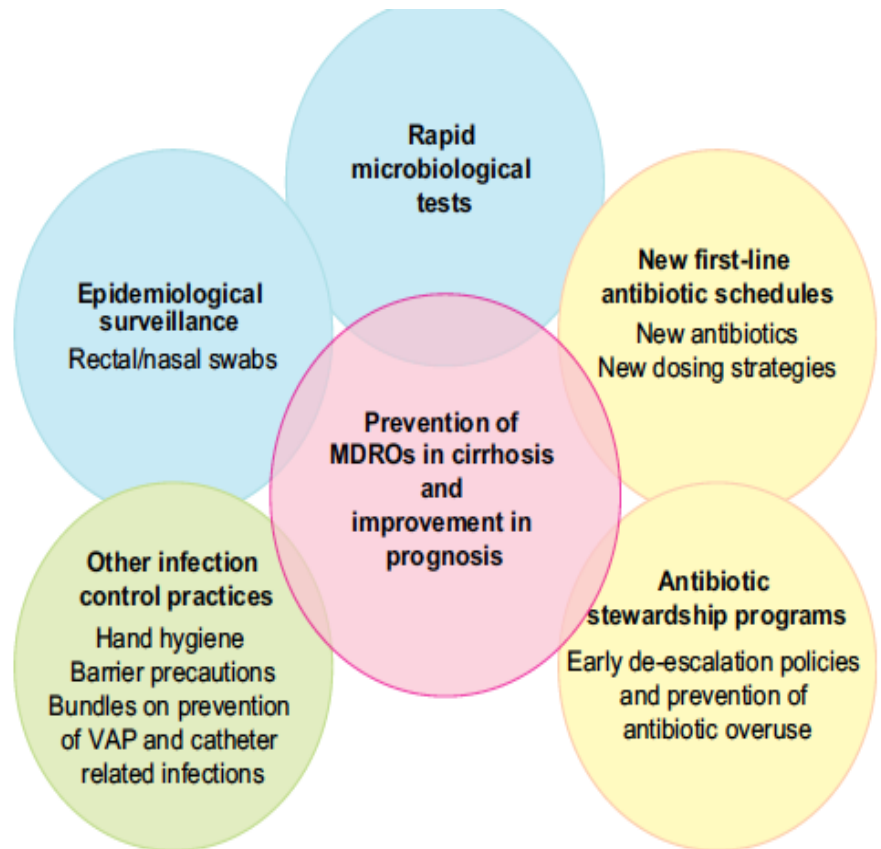 Rapid
microbiological
tests
Epidemiological
surveillance
Rectal/nasal swabs
New first-line
antibiotic schedules
New antibiotics
New dosing strategies
Prevention of
MDROs in cirrhosis
and
improvement in
prognosis
Other infection
control practices
Hand hygiene
Barrier precautions
Bundles on prevention
of VAP and catheter
related infections
Antibiotic
stewardship programs
Early de-escalation policies
and prevention of
antibiotic overuse